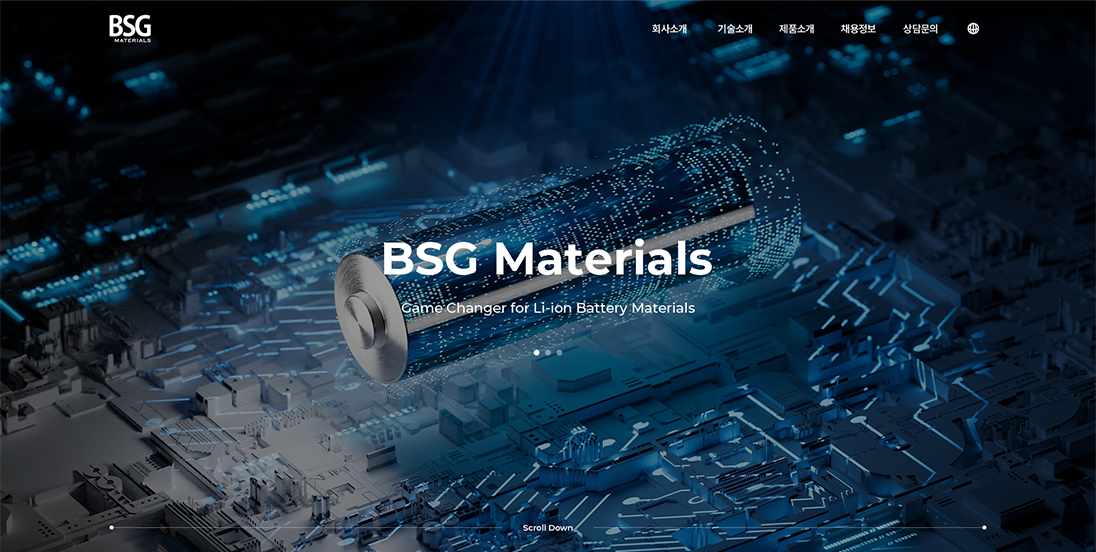 BSG
MATERIALS
회사소개 기술소개 제품소개 채용정보 상담문의
BSG Materials
Game Changer for Li-ion Battery Materials
Scroll Down